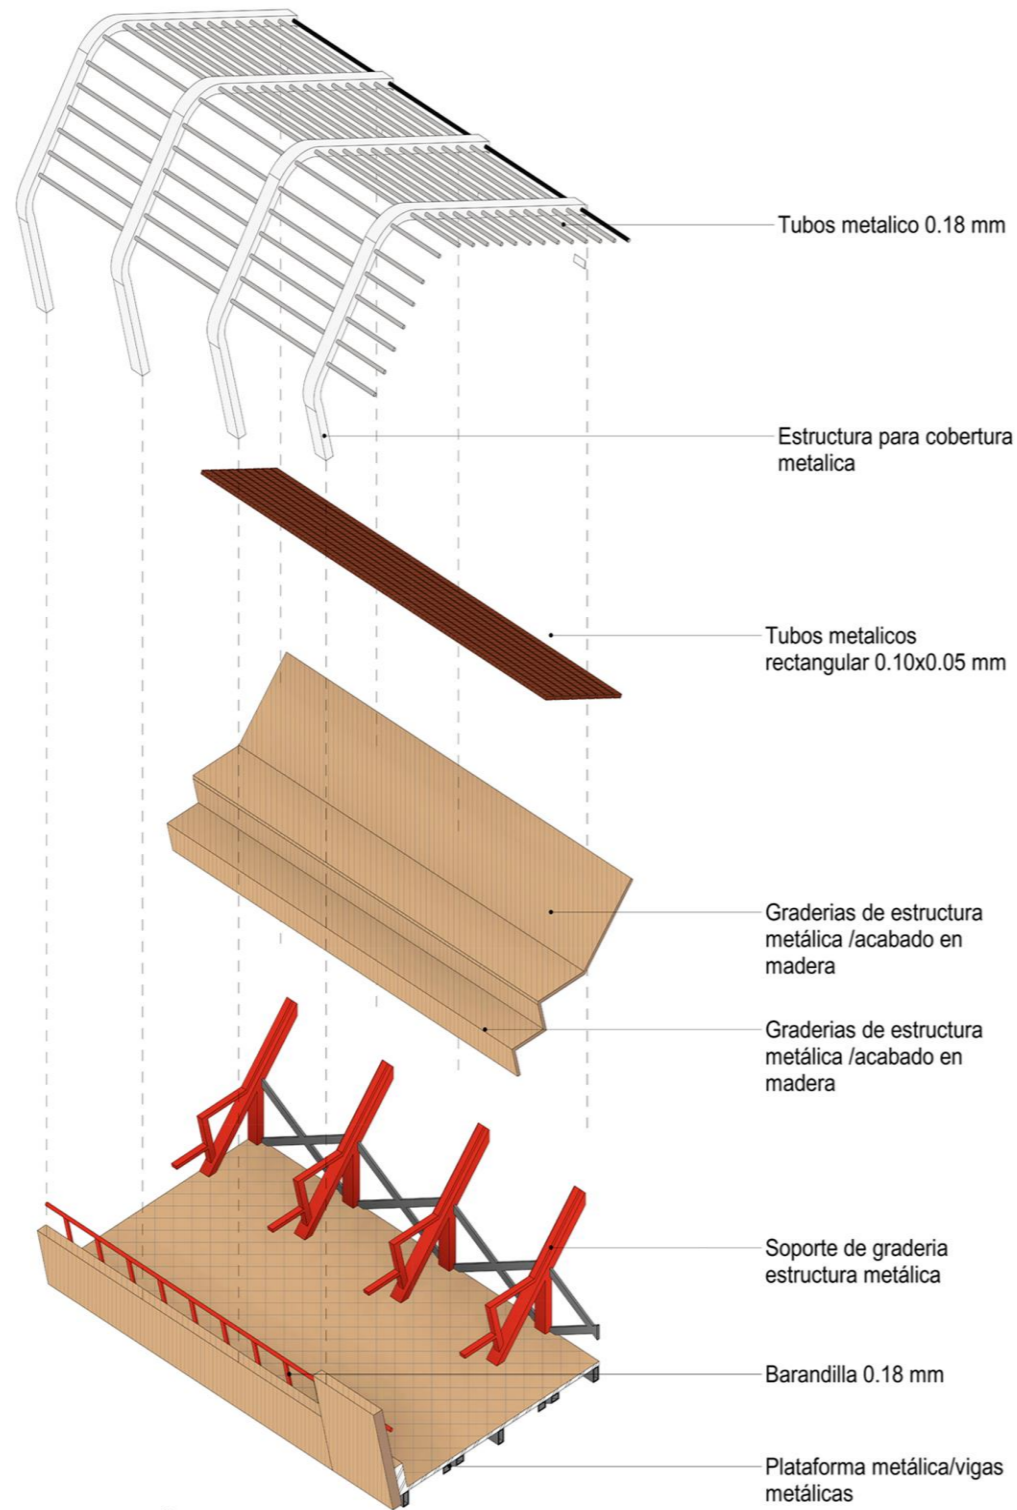 Tubos metalico 0.18 mm
Estructura para cobertura
metalica
Tubos metalicos
rectangular 0.10x0.05 mm
Graderias de estructura
metálica /acabado en
madera
Graderias de estructura
metálica /acabado en
madera
Soporte de graderia
estructura metálica
Barandilla 0.18 mm
Plataforma metálica/vigas
metálicas